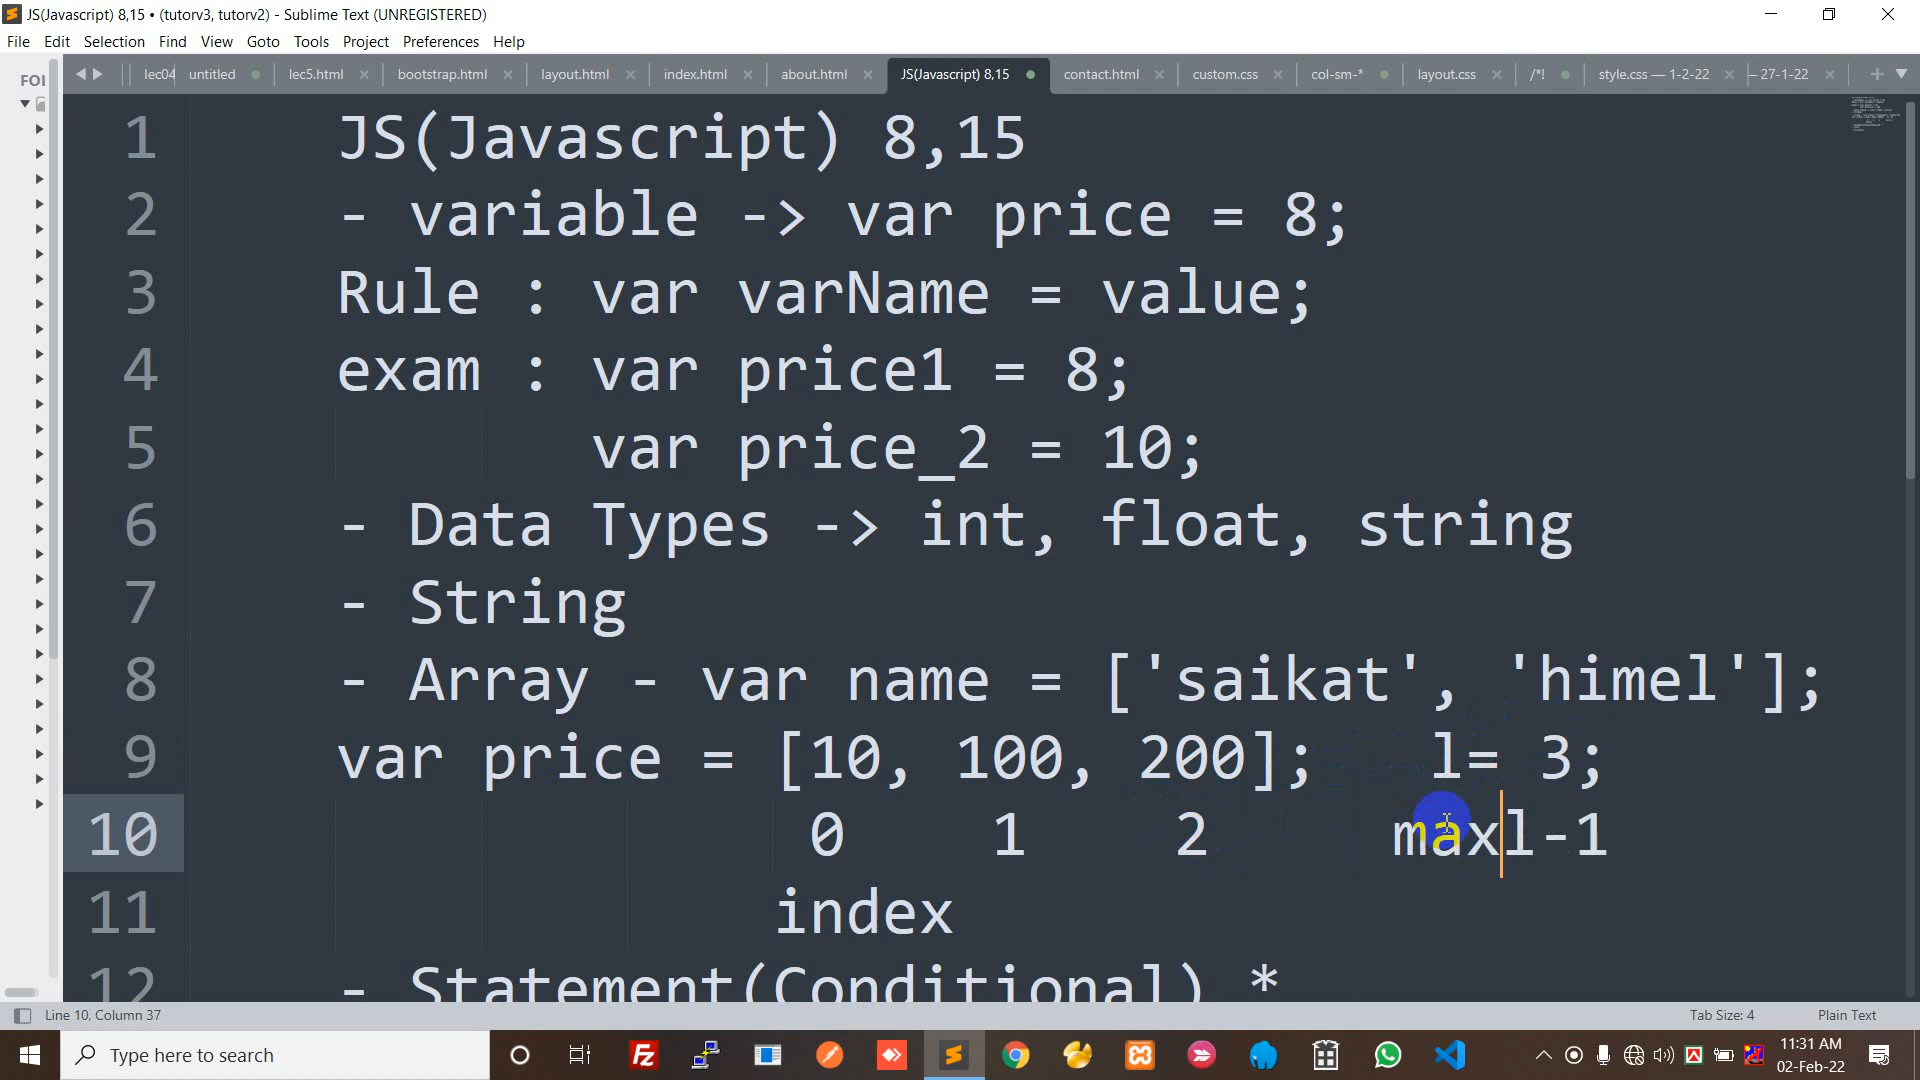 JS(Javascript) 8,15 • (tutorv3, tutorv2) - Sublime Text (UNREGISTERED)
File Edit Selection Find View Goto Tools Project Preferences Help
FOI
lec04 untitled lec5.html bootstrap.html layout.html index.html about.html JS(Javascript) 8,15 contact.html custom.css col-sm-* layout.css /*! style.css — 1-2-22 – 27-1-22
1 JS(Javascript) 8,15
2 - variable -> var price = 8;
3 Rule : var varName = value;
4 exam : var price1 = 8;
5 var price_2 = 10;
6 - Data Types -> int, float, string
7 - String
8 - Array - var name = ['saikat', 'himel'];
9 var price = [10, 100, 200]; l= 3;
10 0 1 2 maxl-1
11 index
12 - Statement(Conditional) *
Line 10, Column 37 Tab Size: 4 Plain Text
Type here to search
11:31 AM
02-Feb-22